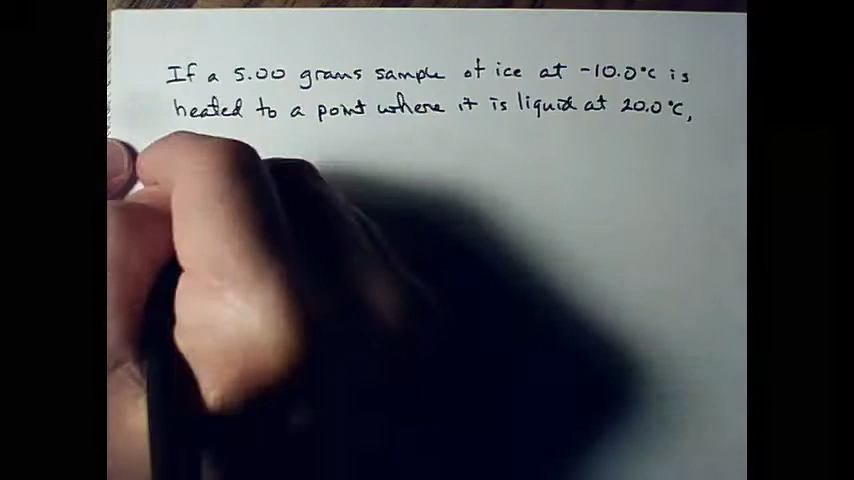 If a 5.00 grams sample of ice at -10.0°C is
heated to a point where it is liquid at 20.0°C,